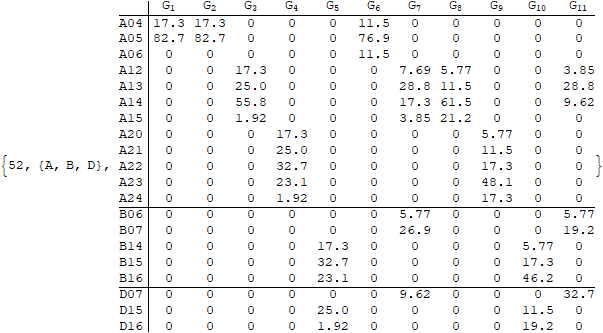 G₁ G₂ G₃ G₄ G₅ G₆ G₇ G₈ G₉ G₁₀ G₁₁
A04 17.3 17.3 0 0 0 11.5 0 0 0 0 0
A05 82.7 82.7 0 0 0 76.9 0 0 0 0 0
A06 0 0 0 0 0 11.5 0 0 0 0 0
A12 0 0 17.3 0 0 0 7.69 5.77 0 0 3.85
A13 0 0 25.0 0 0 0 28.8 11.5 0 0 28.8
A14 0 0 55.8 0 0 0 17.3 61.5 0 0 9.62
A15 0 0 1.92 0 0 0 3.85 21.2 0 0 0
A20 0 0 0 17.3 0 0 0 0 5.77 0 0
A21 0 0 0 25.0 0 0 0 0 11.5 0 0
{52, {A, B, D}, A22 0 0 0 32.7 0 0 0 0 17.3 0 0 }
A23 0 0 0 23.1 0 0 0 0 48.1 0 0
A24 0 0 0 1.92 0 0 0 0 17.3 0 0
B06 0 0 0 0 0 0 5.77 0 0 0 5.77
B07 0 0 0 0 0 0 26.9 0 0 0 19.2
B14 0 0 0 0 17.3 0 0 0 0 5.77 0
B15 0 0 0 0 32.7 0 0 0 0 17.3 0
B16 0 0 0 0 23.1 0 0 0 0 46.2 0
D07 0 0 0 0 0 0 9.62 0 0 0 32.7
D15 0 0 0 0 25.0 0 0 0 0 11.5 0
D16 0 0 0 0 1.92 0 0 0 0 19.2 0